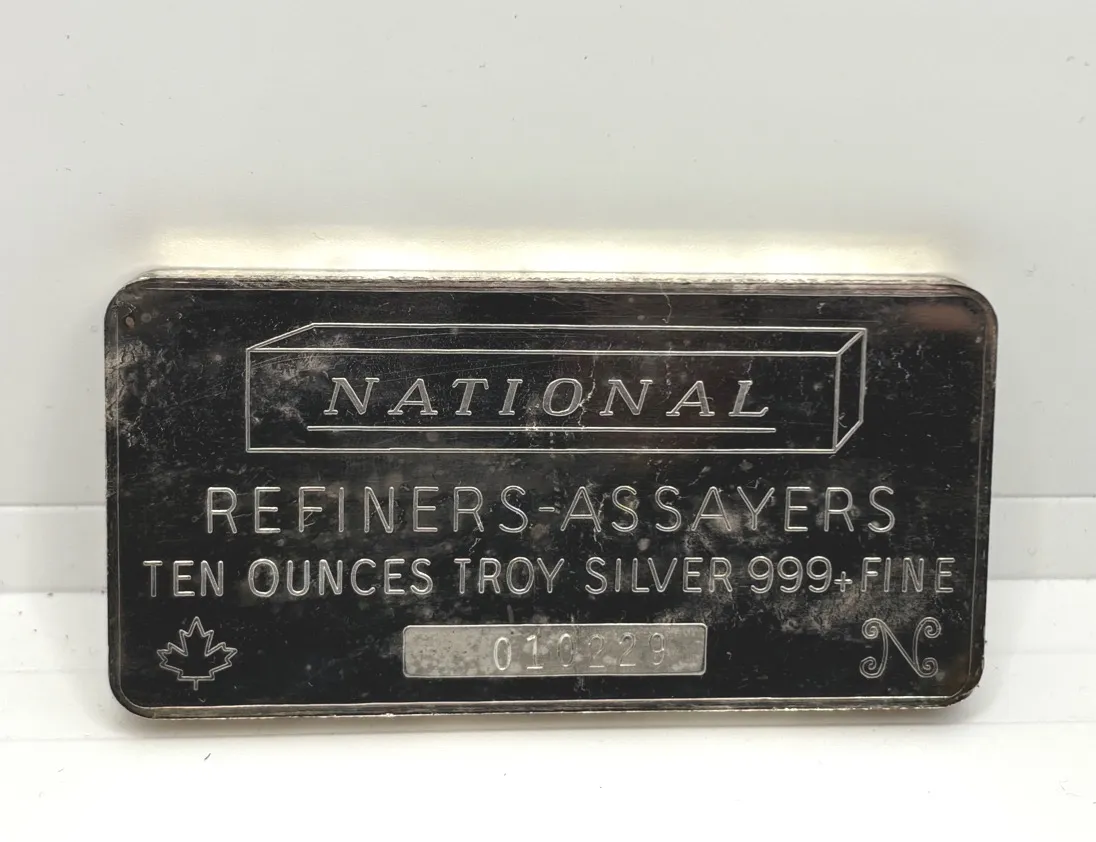 NATIONAL
REFINERS-ASSAYERS
TEN OUNCES TROY SILVER 999+ FINE
010229
N